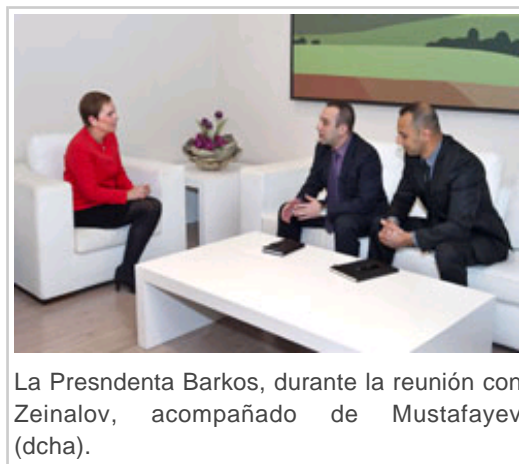 La Presndenta Barkos, durante la reunión con
Zeinalov, acompañado de Mustafayev
(dcha).